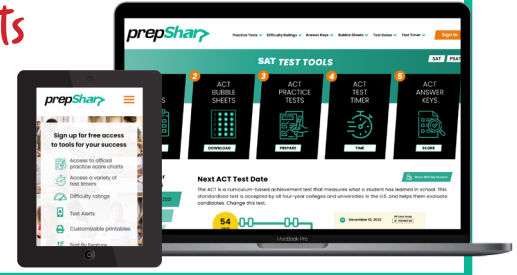 ts
prepSharp
Sign up for free access
to tools for your success
Access to official
practice score charts
Access a variety of
test timers
Difficulty ratings
Test Alerts
Customizable printables
Sort By Feature
prepSharp
Practice Tests Difficulty Ratings Answer Keys Bubble Sheets Test Dates Test Timer Sign In
SAT TEST TOOLS
SAT PSAT
S
2
ACT
BUBBLE
SHEETS
DOWNLOAD
3
ACT
PRACTICE
TESTS
PREPARE
4
ACT
TEST
TIMER
TIME
5
ACT
ANSWER
KEYS
SCORE
Next ACT Test Date
The ACT is a curriculum-based achievement test that measures what a student has learned in school. This
standardized test is accepted by all four-year colleges and universities in the U.S. and helps them evaluate
candidates. Change this test.
54
December 10, 2022
MacBook Pro